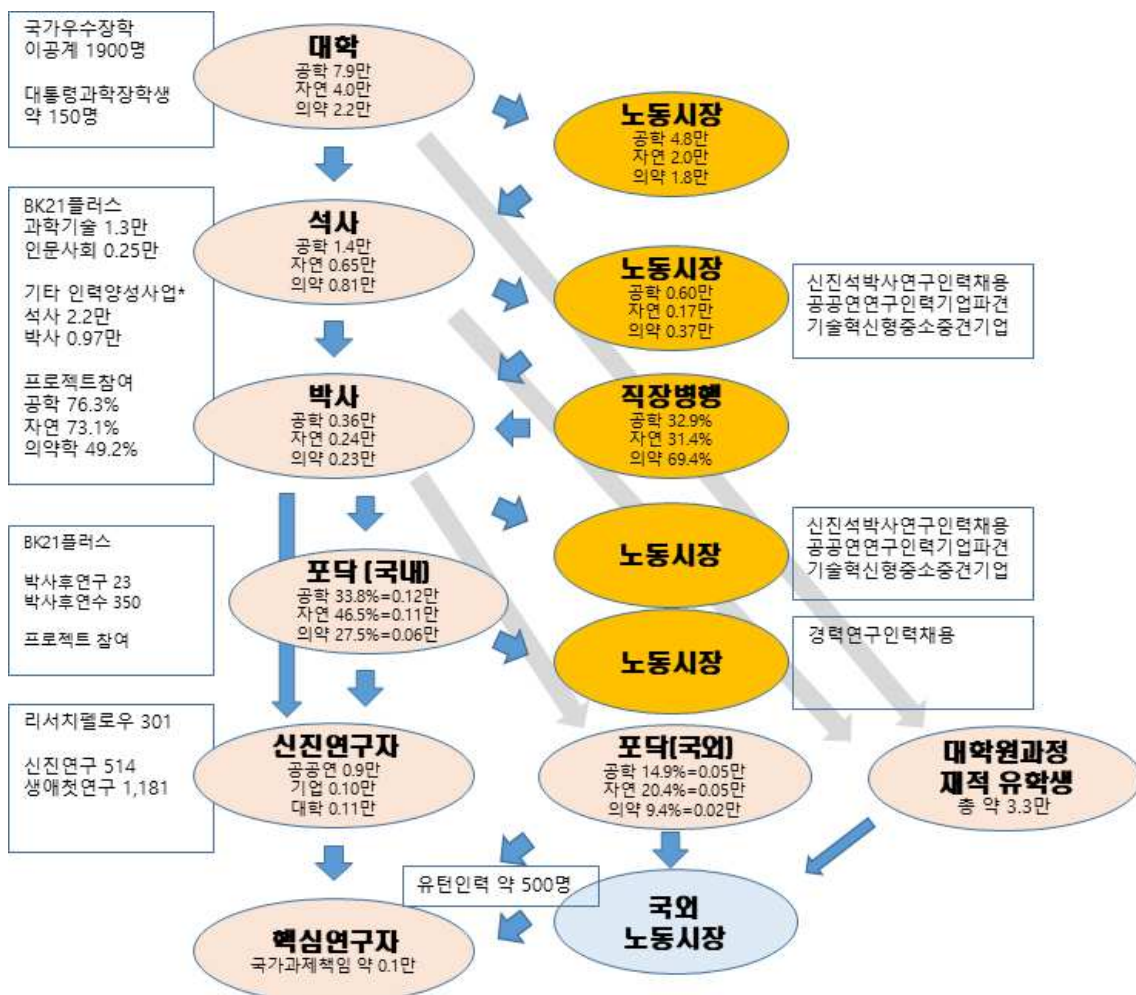 국가우수장학
이공계 1900명
대통령과학장학생
약 150명
대학
공학 7.9만
자연 4.0만
의약 2.2만
노동시장
공학 4.8만
자연 2.0만
의약 1.8만
BK21플러스
과학기술 1.3만
인문사회 0.25만
기타 인력양성사업*
석사 2.2만
박사 0.97만
프로젝트참여
공학 76.3%
자연 73.1%
의약학 49.2%
석사
공학 1.4만
자연 0.65만
의약 0.81만
노동시장
공학 0.60만
자연 0.17만
의약 0.37만
신진석박사연구인력채용
공공연연구인력기업파견
기술혁신형중소중견기업
박사
공학 0.36만
자연 0.24만
의약 0.23만
직장병행
공학 32.9%
자연 31.4%
의약 69.4%
BK21플러스
박사후연구 23
박사후연수 350
프로젝트 참여
포닥 (국내)
공학 33.8%=0.12만
자연 46.5%=0.11만
의약 27.5%=0.06만
노동시장
신진석박사연구인력채용
공공연연구인력기업파견
기술혁신형중소중견기업
노동시장
경력연구인력채용
리서치펠로우 301
신진연구 514
생애첫연구 1,181
신진연구자
공공연 0.9만
기업 0.10만
대학 0.11만
포닥(국외)
공학 14.9%=0.05만
자연 20.4%=0.05만
의약 9.4%=0.02만
대학원과정
재적 유학생
총 약 3.3만
유턴인력 약 500명
핵심연구자
국가과제책임 약 0.1만
국외
노동시장